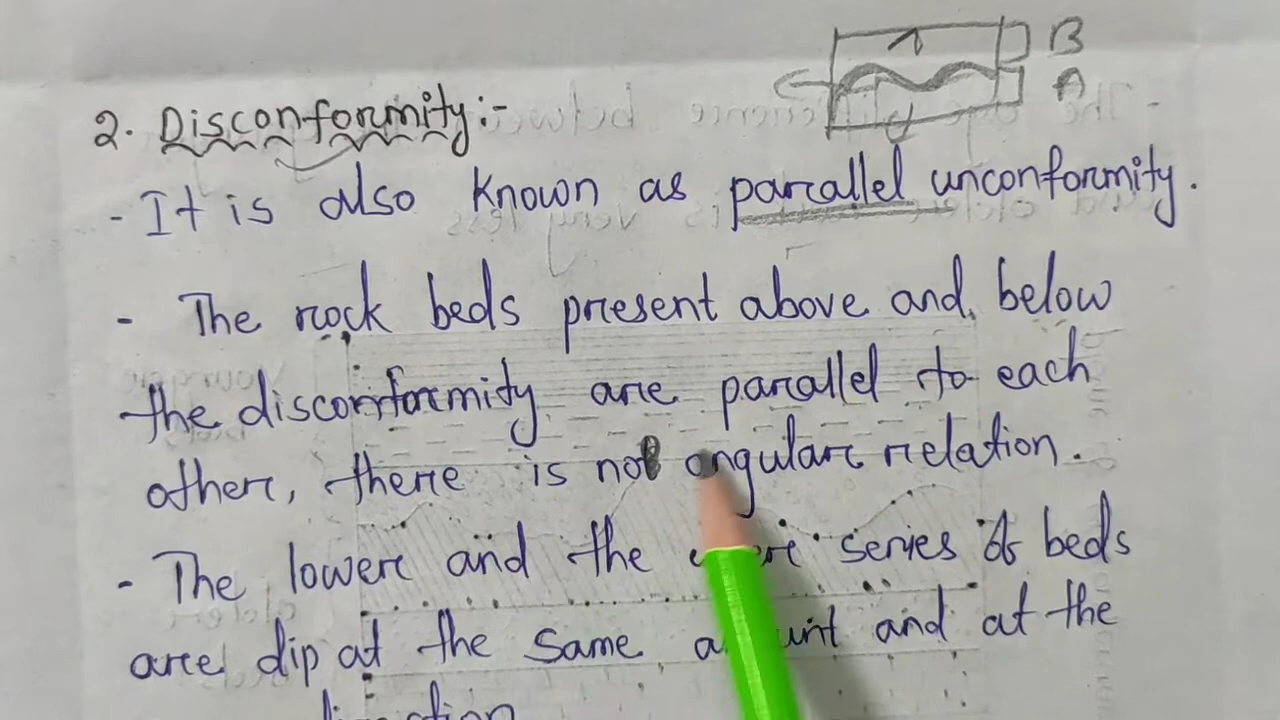 B
A
2. Disconformity:-
- It is also known as parallel unconformity.
- The rock beds present above and below
the disconformity are parallel to each
other, there is no angular relation.
- The lower and the series of beds
are dip at the same and at the